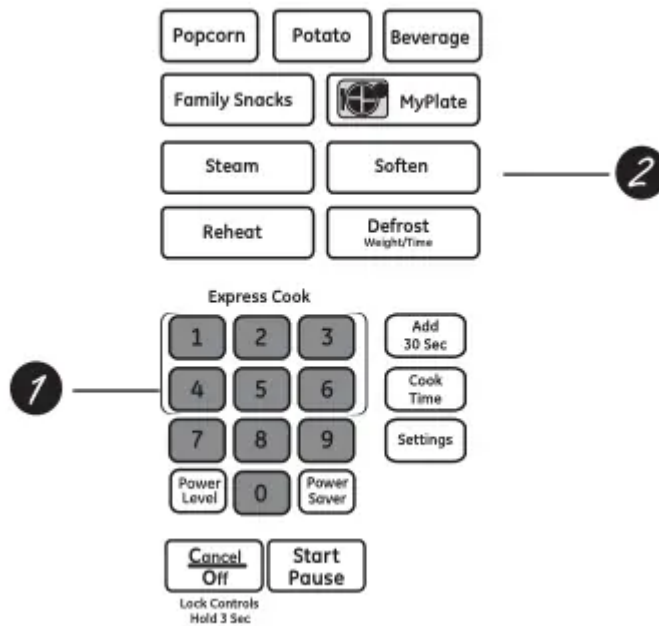 Popcorn Potato Beverage
Family Snacks MyPlate
Steam Soften
2
Reheat Defrost
Weight/Time
Express Cook
1 2 3 Add
30 Sec
1
4 5 6 Cook
Time
7 8 9 Settings
Power
Level 0 Power
Saver
Cancel
Off
Start
Pause
Lock Controls
Hold 3 Sec